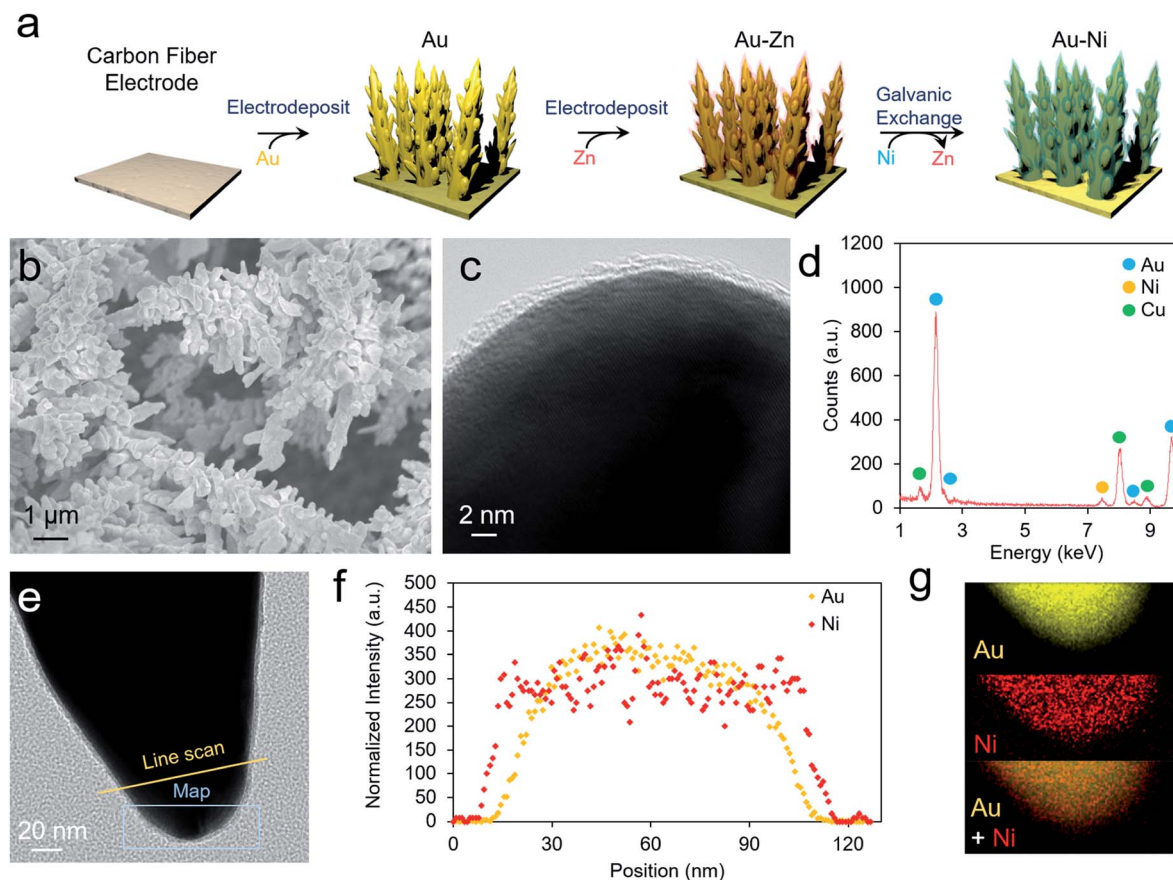 a
Carbon Fiber
Electrode
Electrodeposit
Au
Au
Electrodeposit
Zn
Au-Zn
Galvanic
Exchange
Ni
Zn
Au-Ni
b
1 µm
c
2 nm
d
1200
1000
800
600
400
200
0
Counts (a.u.)
1
3
5
7
9
Energy (keV)
Au
Ni
Cu
e
Line scan
Map
20 nm
f
500
450
400
350
300
250
200
150
100
50
0
Normalized Intensity (a.u.)
0
30
60
90
120
Position (nm)
Au
Ni
g
Au
Ni
Au
+ Ni